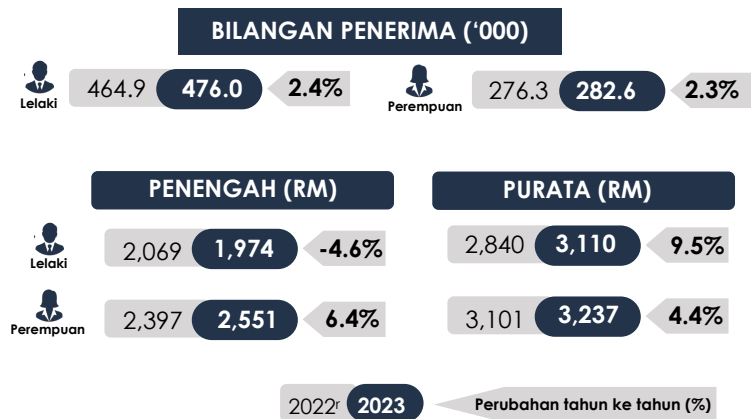 BILANGAN PENERIMA (‘000)
Lelaki 464.9 476.0 2.4%
Perempuan 276.3 282.6 2.3%
PENENGAH (RM)
Lelaki 2,069 1,974 -4.6%
Perempuan 2,397 2,551 6.4%
PURATA (RM)
2,840 3,110 9.5%
3,101 3,237 4.4%
2022r 2023 Perubahan tahun ke tahun (%)